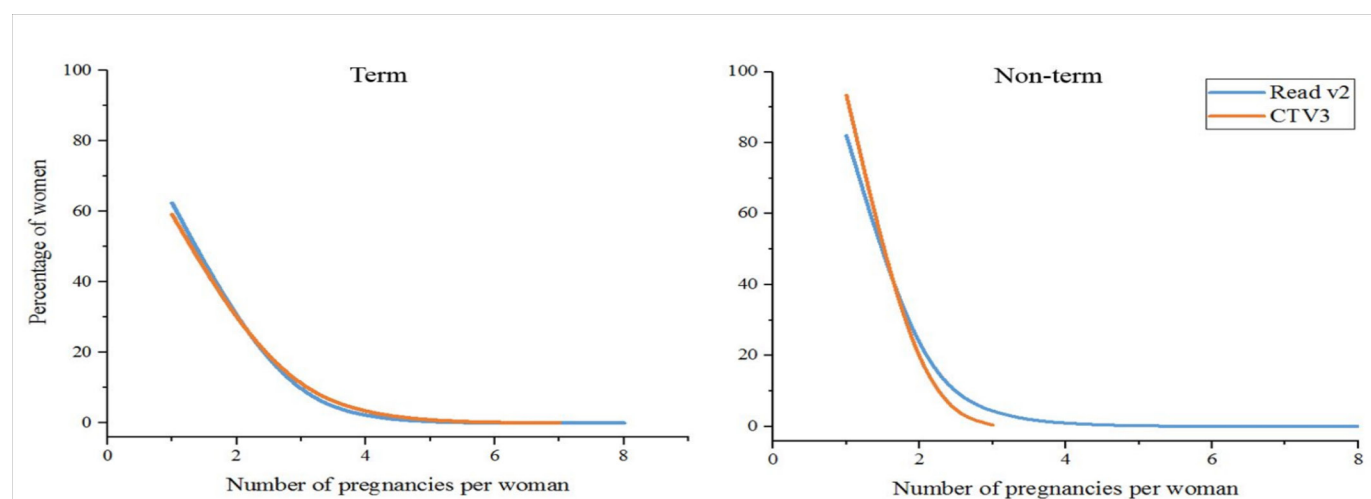 Term
100
80
60
40
20
0
Percentage of women
0 2 4 6 8
Number of pregnancies per woman
Non-term
Read v2
CTV3
100
80
60
40
20
0
0 2 4 6 8
Number of pregnancies per woman